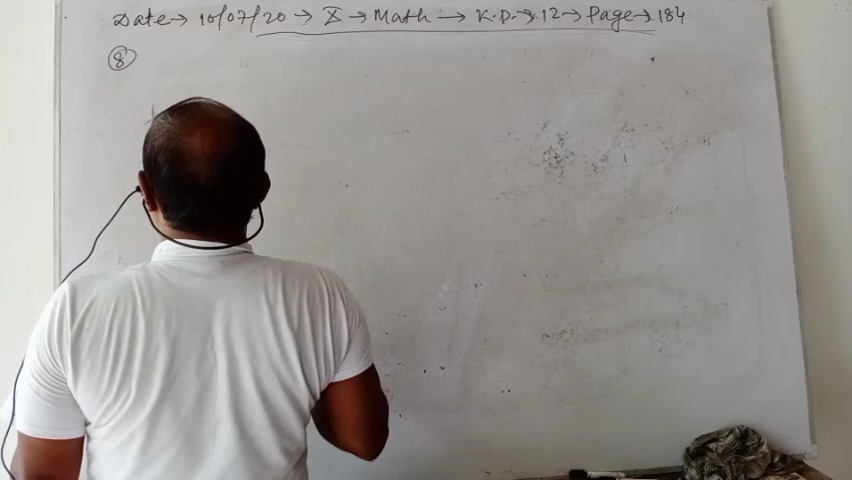 Date → 10/07/20 → X → Math → K.D. → 12 → Page → 184
8